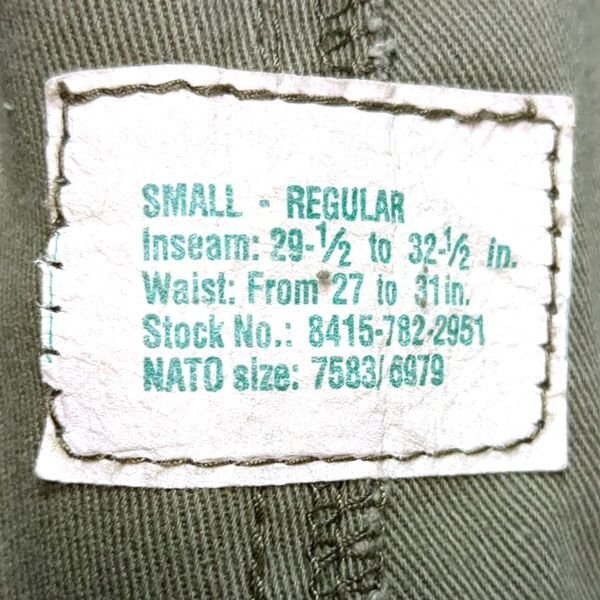 SMALL - REGULAR
Inseam: 29-1/2 to 32-1/2 in.
Waist: From 27 to 31in.
Stock No.: 8415-782-2951
NATO size: 7583/6979